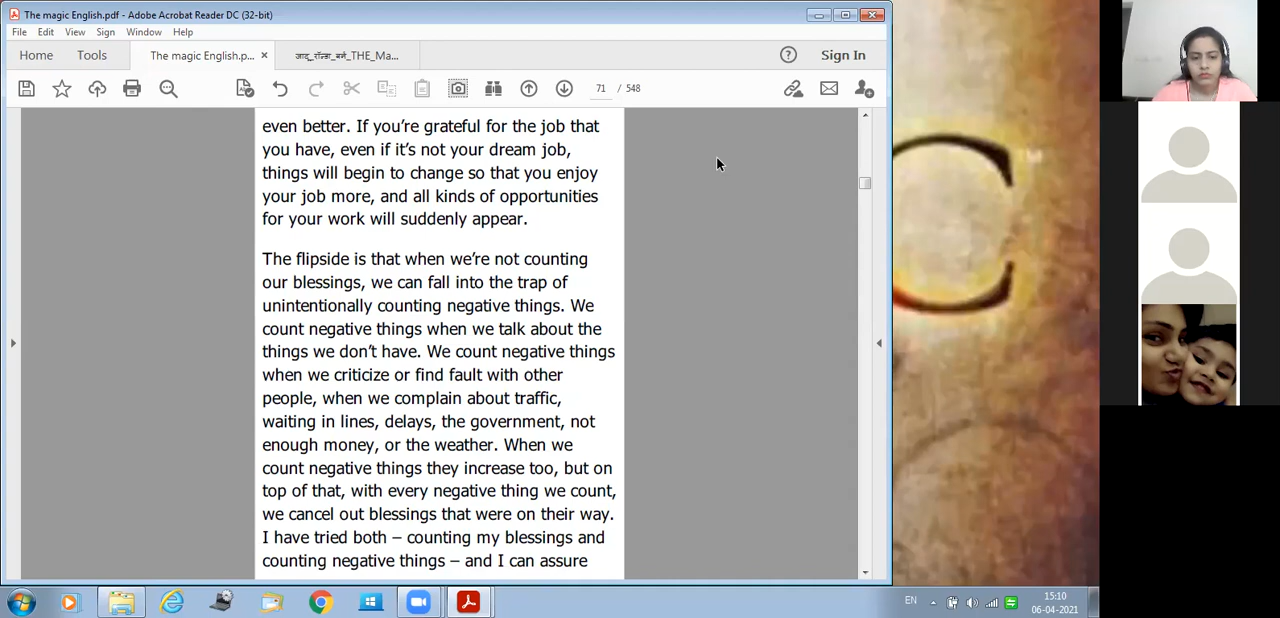 The magic English.pdf - Adobe Acrobat Reader DC (32-bit)
File Edit View Sign Window Help
Home Tools The magic English.p... × जादू_रॉन्डा_बर्न_THE_Ma... Sign In
71 / 548
even better. If you’re grateful for the job that
you have, even if it’s not your dream job,
things will begin to change so that you enjoy
your job more, and all kinds of opportunities
for your work will suddenly appear.
The flipside is that when we’re not counting
our blessings, we can fall into the trap of
unintentionally counting negative things. We
count negative things when we talk about the
things we don’t have. We count negative things
when we criticize or find fault with other
people, when we complain about traffic,
waiting in lines, delays, the government, not
enough money, or the weather. When we
count negative things they increase too, but on
top of that, with every negative thing we count,
we cancel out blessings that were on their way.
I have tried both – counting my blessings and
counting negative things – and I can assure
C
EN 15:10
06-04-2021